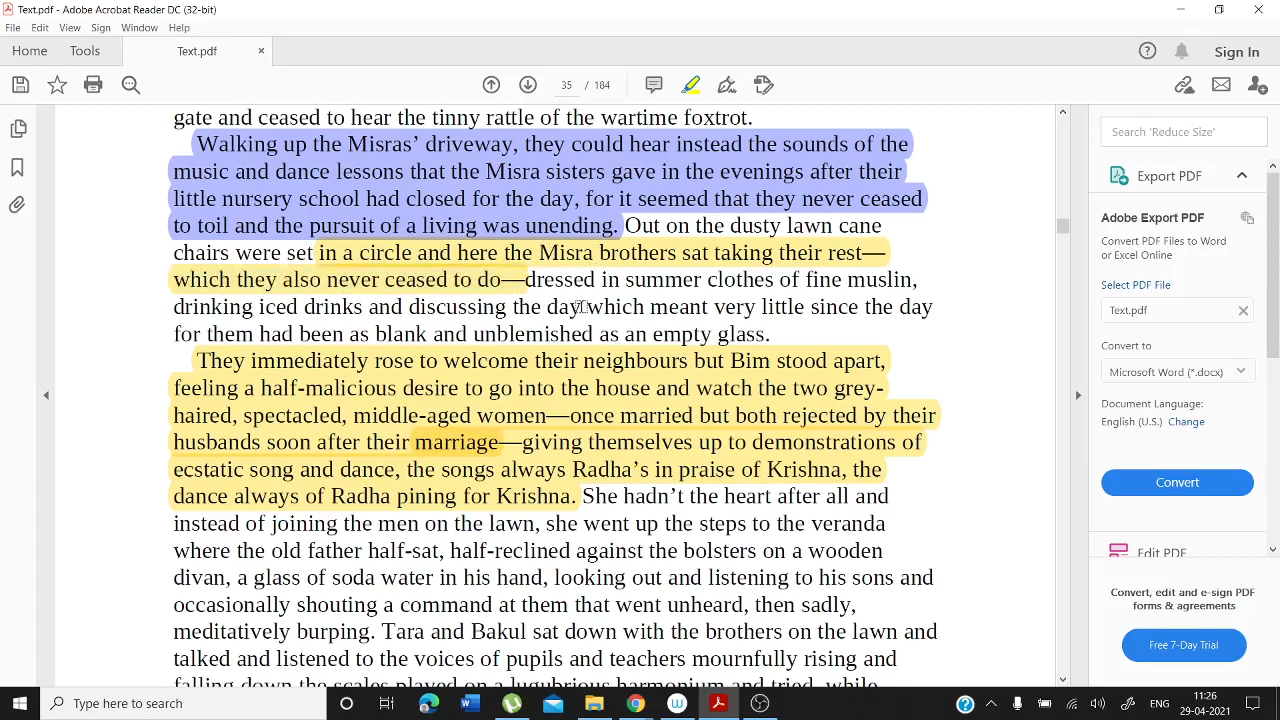 Text.pdf - Adobe Acrobat Reader DC (32-bit)
File Edit View Sign Window Help
Home Tools Text.pdf × Sign In
35 / 184
gate and ceased to hear the tinny rattle of the wartime foxtrot.
Walking up the Misras’ driveway, they could hear instead the sounds of the
music and dance lessons that the Misra sisters gave in the evenings after their
little nursery school had closed for the day, for it seemed that they never ceased
to toil and the pursuit of a living was unending. Out on the dusty lawn cane
chairs were set in a circle and here the Misra brothers sat taking their rest—
which they also never ceased to do—dressed in summer clothes of fine muslin,
drinking iced drinks and discussing the day which meant very little since the day
for them had been as blank and unblemished as an empty glass.
They immediately rose to welcome their neighbours but Bim stood apart,
feeling a half-malicious desire to go into the house and watch the two grey-
haired, spectacled, middle-aged women—once married but both rejected by their
husbands soon after their marriage—giving themselves up to demonstrations of
ecstatic song and dance, the songs always Radha’s in praise of Krishna, the
dance always of Radha pining for Krishna. She hadn’t the heart after all and
instead of joining the men on the lawn, she went up the steps to the veranda
where the old father half-sat, half-reclined against the bolsters on a wooden
divan, a glass of soda water in his hand, looking out and listening to his sons and
occasionally shouting a command at them that went unheard, then sadly,
meditatively burping. Tara and Bakul sat down with the brothers on the lawn and
talked and listened to the voices of pupils and teachers mournfully rising and
falling down the scales played on a lugubrious harmonium and tried, while
Search 'Reduce Size'
Export PDF
Adobe Export PDF
Convert PDF Files to Word
or Excel Online
Select PDF File
Text.pdf
Convert to
Microsoft Word (*.docx)
Document Language:
English (U.S.) Change
Convert
Edit PDF
Convert, edit and e-sign PDF
forms & agreements
Free 7-Day Trial
Type here to search
ENG
11:26
29-04-2021